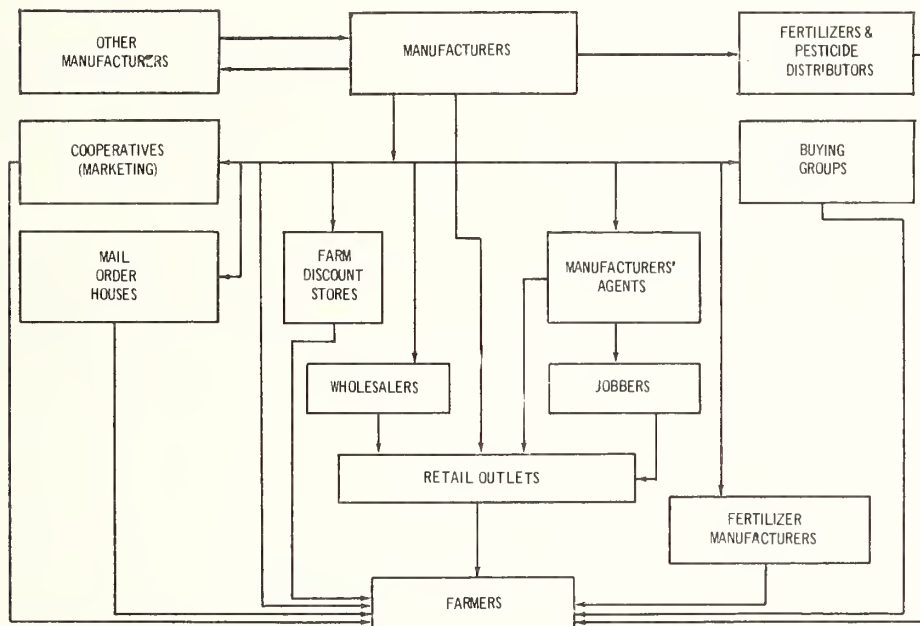 OTHER
MANUFACTURERS
MANUFACTURERS
FERTILIZERS &
PESTICIDE
DISTRIBUTORS
COOPERATIVES
(MARKETING)
BUYING
GROUPS
MAIL
ORDER
HOUSES
FARM
DISCOUNT
STORES
MANUFACTURERS'
AGENTS
WHOLESALERS
JOBBERS
RETAIL OUTLETS
FERTILIZER
MANUFACTURERS
FARMERS